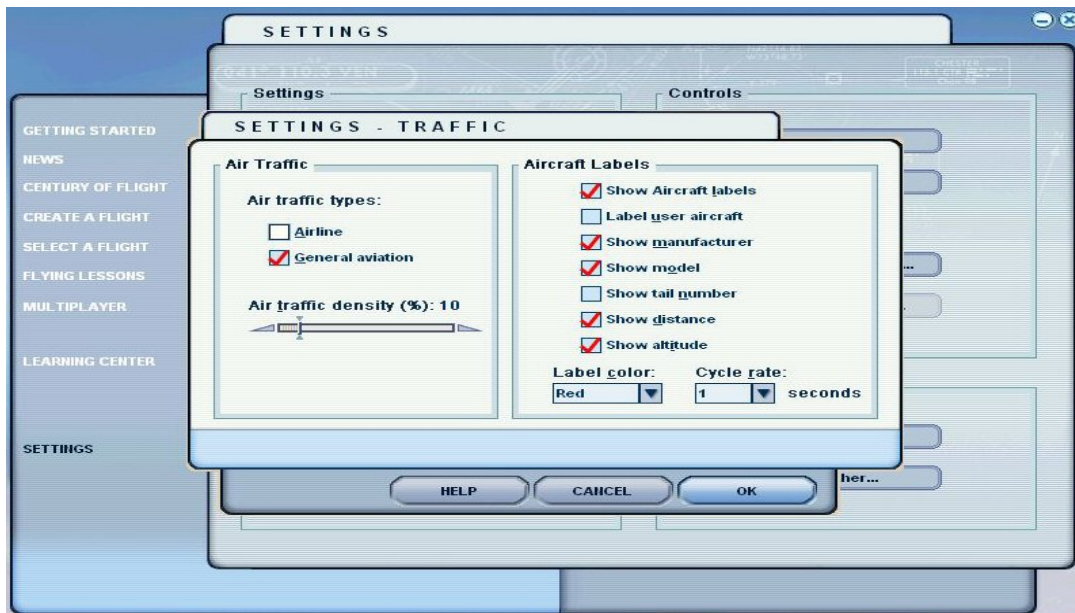 SETTINGS
Settings
Controls
SETTINGS - TRAFFIC
GETTING STARTED
NEWS
CENTURY OF FLIGHT
CREATE A FLIGHT
SELECT A FLIGHT
FLYING LESSONS
MULTIPLAYER
LEARNING CENTER
SETTINGS
Air Traffic
Air traffic types:
Airline
General aviation
Air traffic density (%): 10
Aircraft Labels
Show Aircraft labels
Label user aircraft
Show manufacturer
Show model
Show tail number
Show distance
Show altitude
Label color:
Cycle rate:
Red
1
seconds
her...
HELP
CANCEL
OK